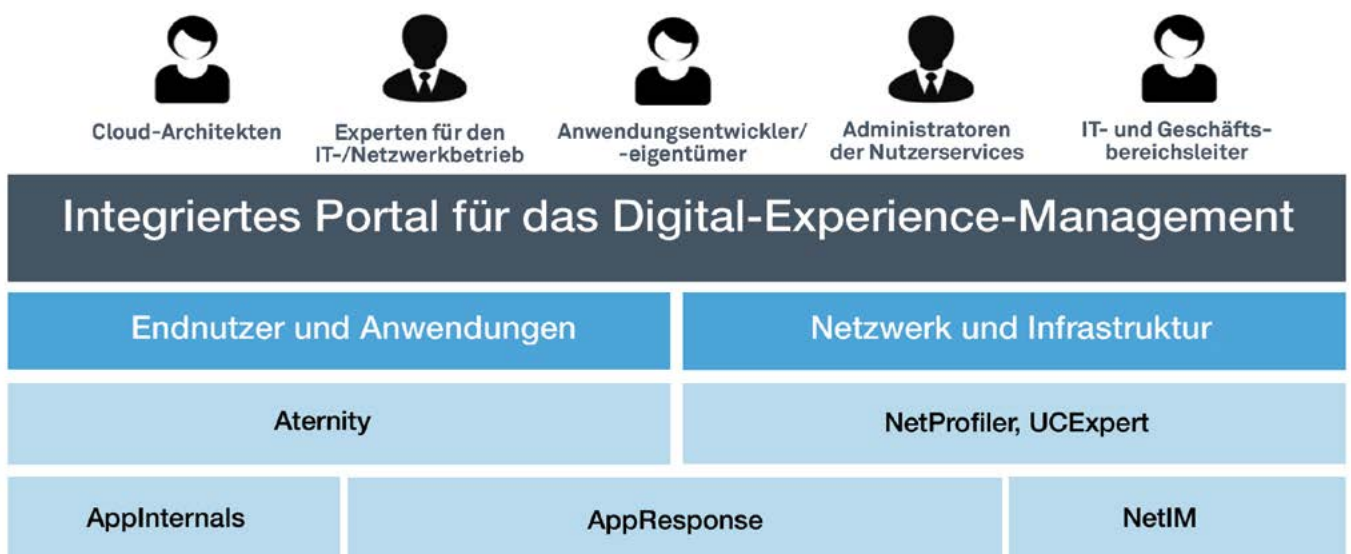 Cloud-Architekten
Experten für den
IT-/Netzwerkbetrieb
Anwendungsentwickler/
-eigentümer
Administratoren
der Nutzerservices
IT- und Geschäfts-
bereichsleiter
Integriertes Portal für das Digital-Experience-Management
Endnutzer und Anwendungen
Netzwerk und Infrastruktur
Aternity
NetProfiler, UCExpert
AppInternals
AppResponse
NetIM